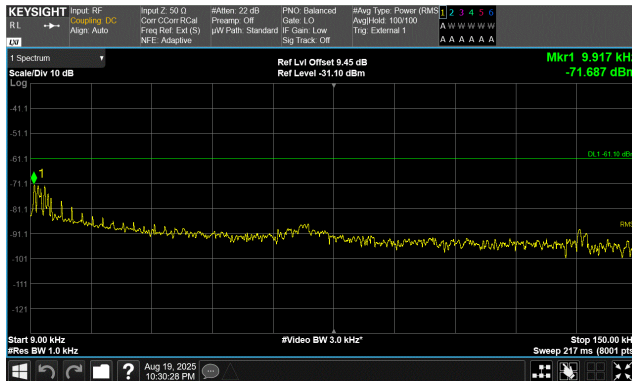 KEYSIGHT Input: RF Input Z: 50 Ω #Atten: 22 dB PNO: Balanced #Avg Type: Power (RMS 1 2 3 4 5 6
RL Coupling: DC Corr CCorr RCal Preamp: Off Gate: LO Avg|Hold: 100/100 A W W W W W
Align: Auto Freq Ref: Ext (S) µW Path: Standard IF Gain: Low Trig: External 1 A A A A A A
LXI NFE: Adaptive Sig Track: Off
1 Spectrum Ref Lvl Offset 9.45 dB Mkr1 9.917 kHz
Scale/Div 10 dB Ref Level -31.10 dBm -71.687 dBm
Log
-41.1
-51.1
-61.1 DL1 -61.10 dBm
-71.1 1
-81.1
-91.1 RMS
-101
-111
-121
Start 9.00 kHz #Video BW 3.0 kHz* Stop 150.00 kHz
#Res BW 1.0 kHz Sweep 217 ms (8001 pts
? Aug 19, 2025
10:30:28 PM